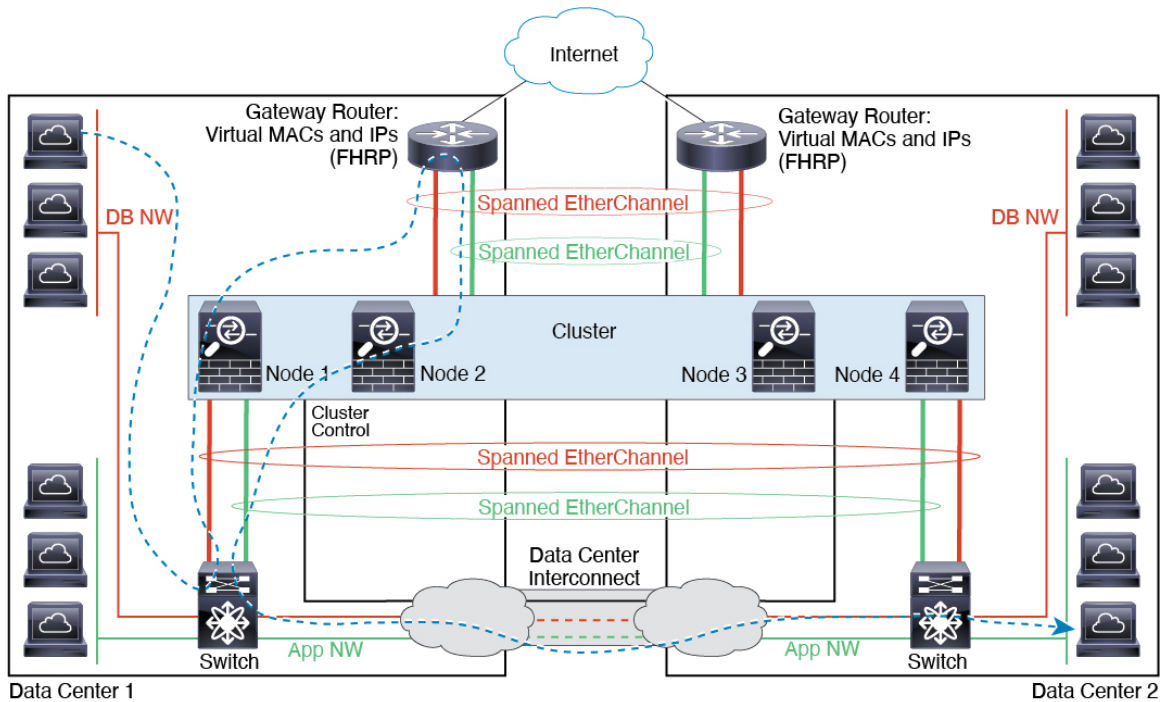 Internet
Gateway Router:
Virtual MACs and IPs
(FHRP)
Gateway Router:
Virtual MACs and IPs
(FHRP)
DB NW
Spanned EtherChannel
DB NW
Spanned EtherChannel
Cluster
Node 1
Node 2
Node 3
Node 4
Cluster
Control
Spanned EtherChannel
Spanned EtherChannel
Data Center
Interconnect
App NW
App NW
Switch
Switch
Data Center 1
Data Center 2